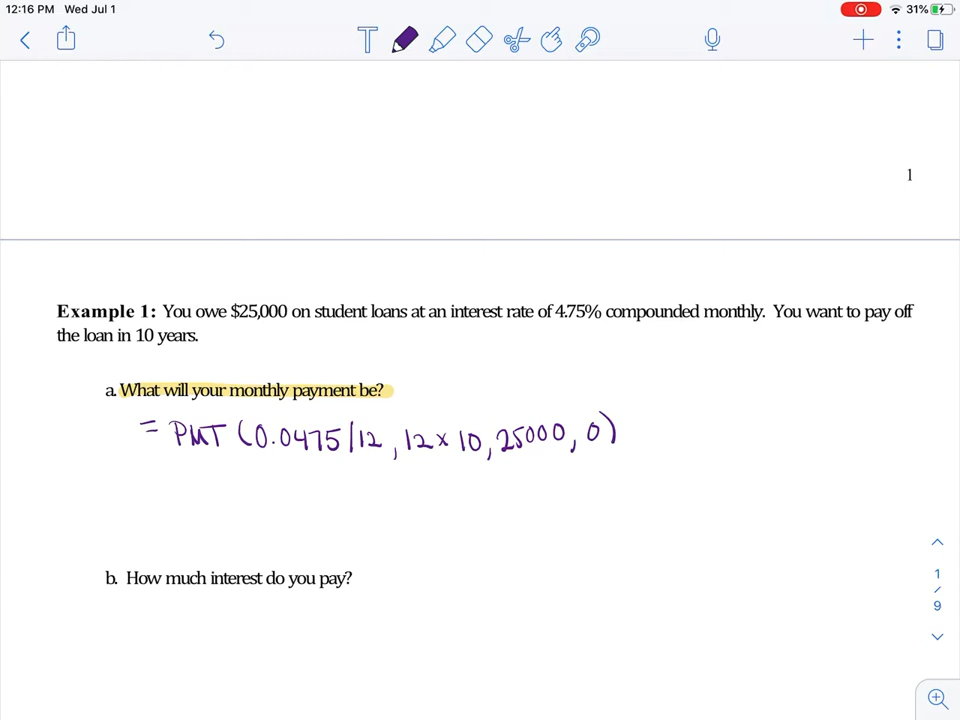 12:16 PM Wed Jul 1
31%
T
1
Example 1: You owe $25,000 on student loans at an interest rate of 4.75% compounded monthly. You want to pay off
the loan in 10 years.
a. What will your monthly payment be?
= PMT (0.0475/12, 12×10, 25000, 0)
b. How much interest do you pay?
1
/
9